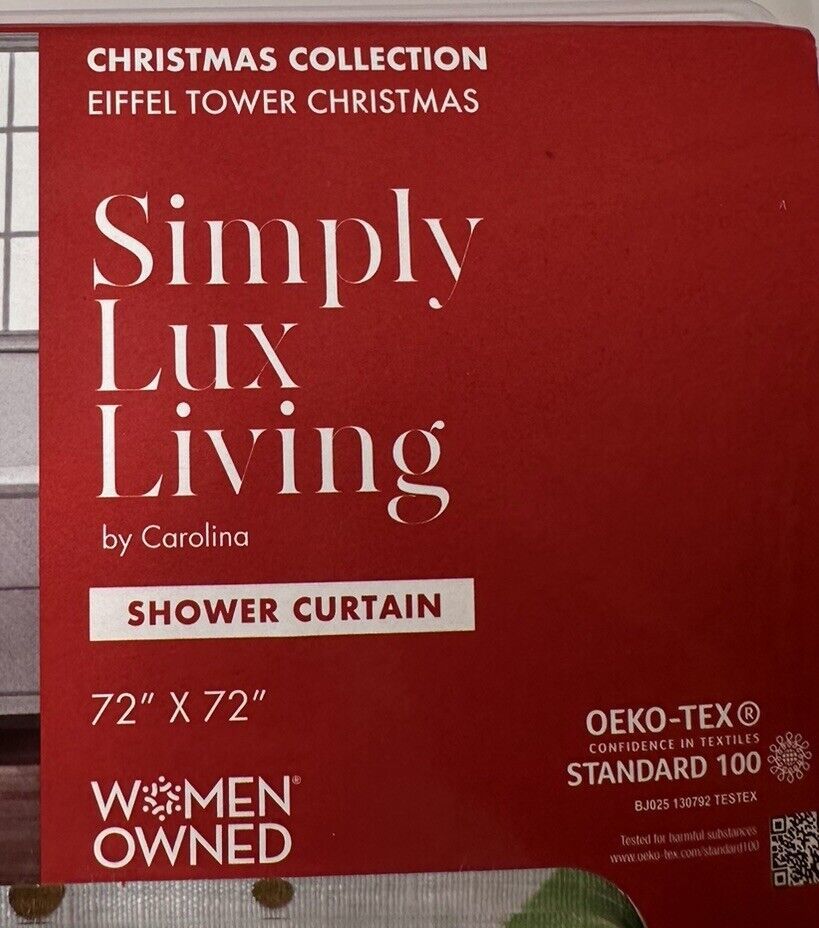 CHRISTMAS COLLECTION
EIFFEL TOWER CHRISTMAS
Simply
Lux
Living
by Carolina
SHOWER CURTAIN
72" X 72"
WOMEN®
OWNED
OEKO-TEX®
CONFIDENCE IN TEXTILES
STANDARD 100
BJ025 130792 TESTEX
Tested for harmful substances
www.oeko-tex.com/standard100